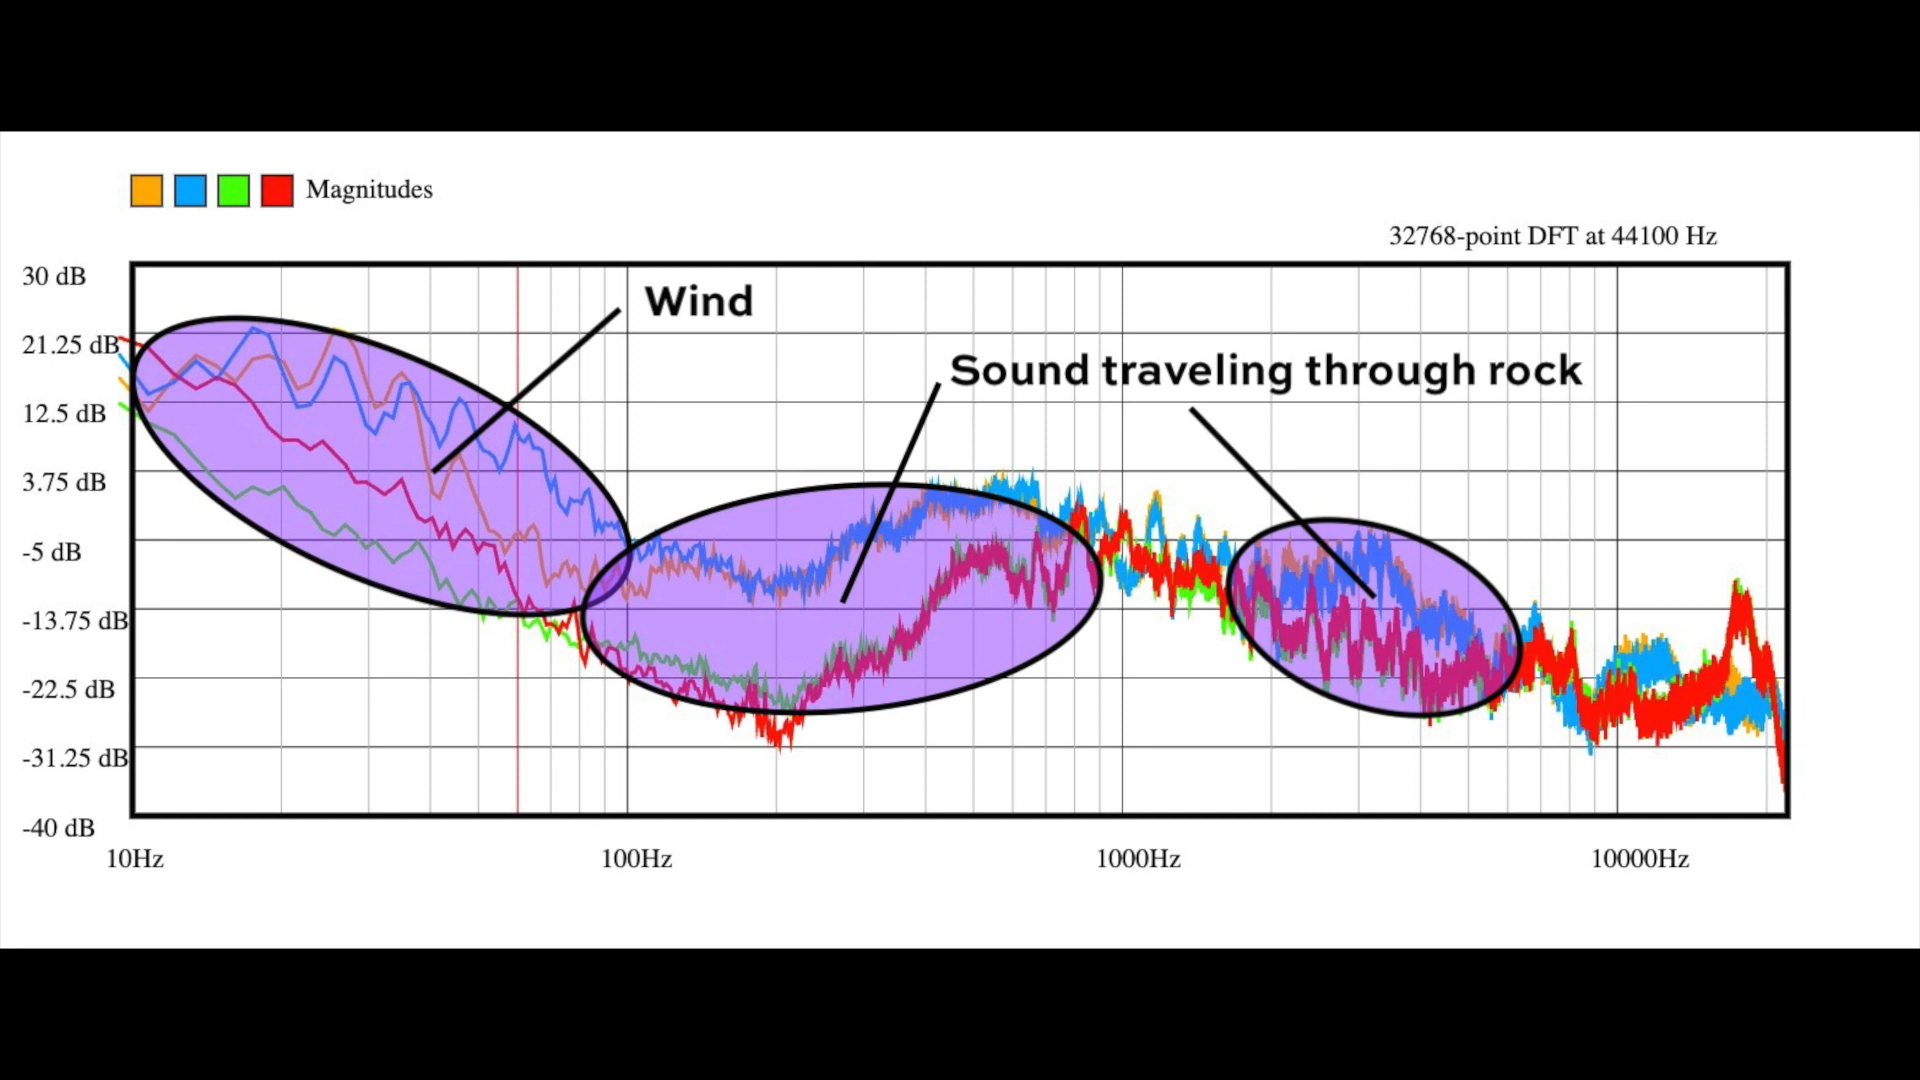 Magnitudes
32768-point DFT at 44100 Hz
30 dB
Wind
21.25 dB
Sound traveling through rock
12.5 dB
3.75 dB
-5 dB
-13.75 dB
-22.5 dB
-31.25 dB
-40 dB
10Hz 100Hz 1000Hz 10000Hz